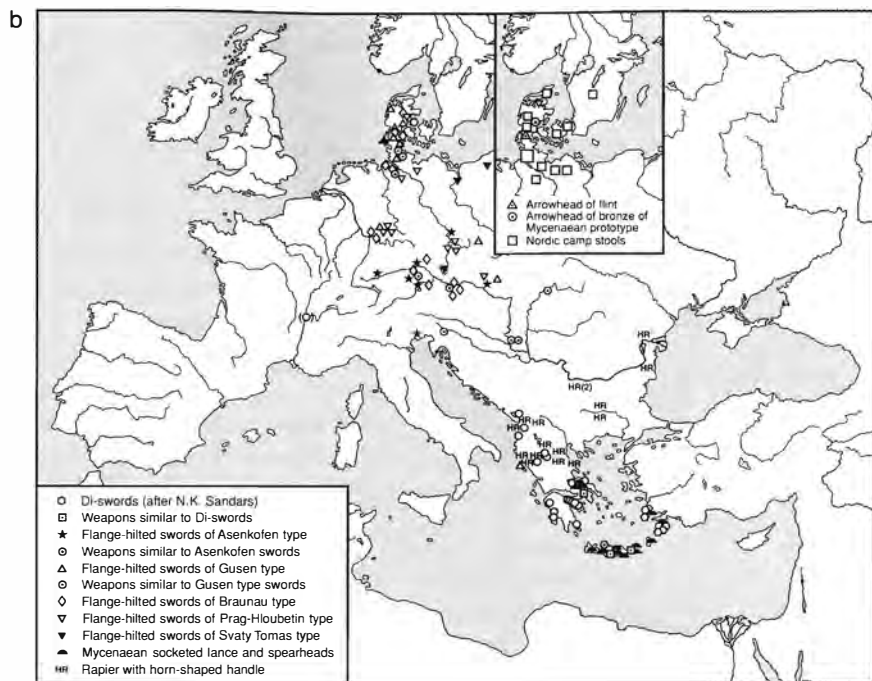 b
Arrowhead of flint
Arrowhead of bronze of
Mycenaean prototype
Nordic camp stools
HR
HR
HR(2)
HR
HR
HR
HR
HR
HR
HR
HR
HR
HR
HR
HR
Di-swords (after N.K. Sandars)
Weapons similar to Di-swords
Flange-hilted swords of Asenkofen type
Weapons similar to Asenkofen swords
Flange-hilted swords of Gusen type
Weapons similar to Gusen type swords
Flange-hilted swords of Braunau type
Flange-hilted swords of Prag-Hloubetin type
Flange-hilted swords of Svaty Tomas type
Mycenaean socketed lance and spearheads
HR Rapier with horn-shaped handle